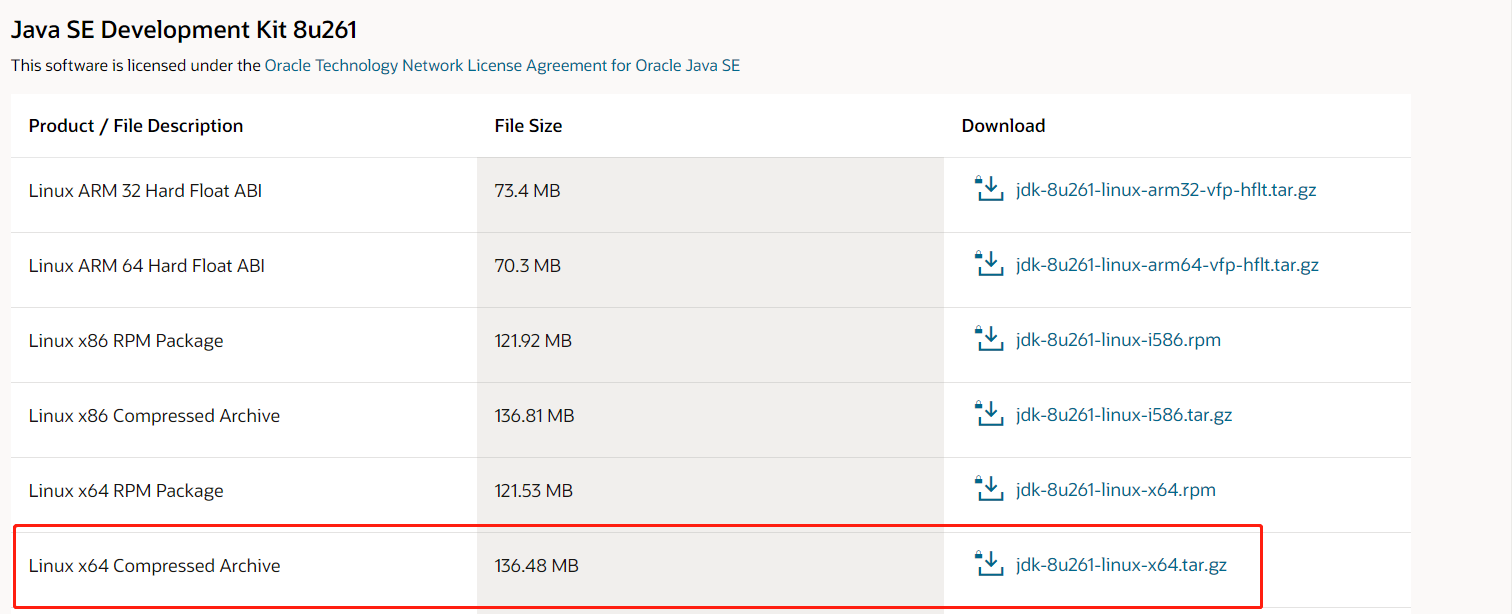 Java SE Development Kit 8u261
This software is licensed under the Oracle Technology Network License Agreement for Oracle Java SE
Product / File Description File Size Download
Linux ARM 32 Hard Float ABI 73.4 MB jdk-8u261-linux-arm32-vfp-hflt.tar.gz
Linux ARM 64 Hard Float ABI 70.3 MB jdk-8u261-linux-arm64-vfp-hflt.tar.gz
Linux x86 RPM Package 121.92 MB jdk-8u261-linux-i586.rpm
Linux x86 Compressed Archive 136.81 MB jdk-8u261-linux-i586.tar.gz
Linux x64 RPM Package 121.53 MB jdk-8u261-linux-x64.rpm
Linux x64 Compressed Archive 136.48 MB jdk-8u261-linux-x64.tar.gz